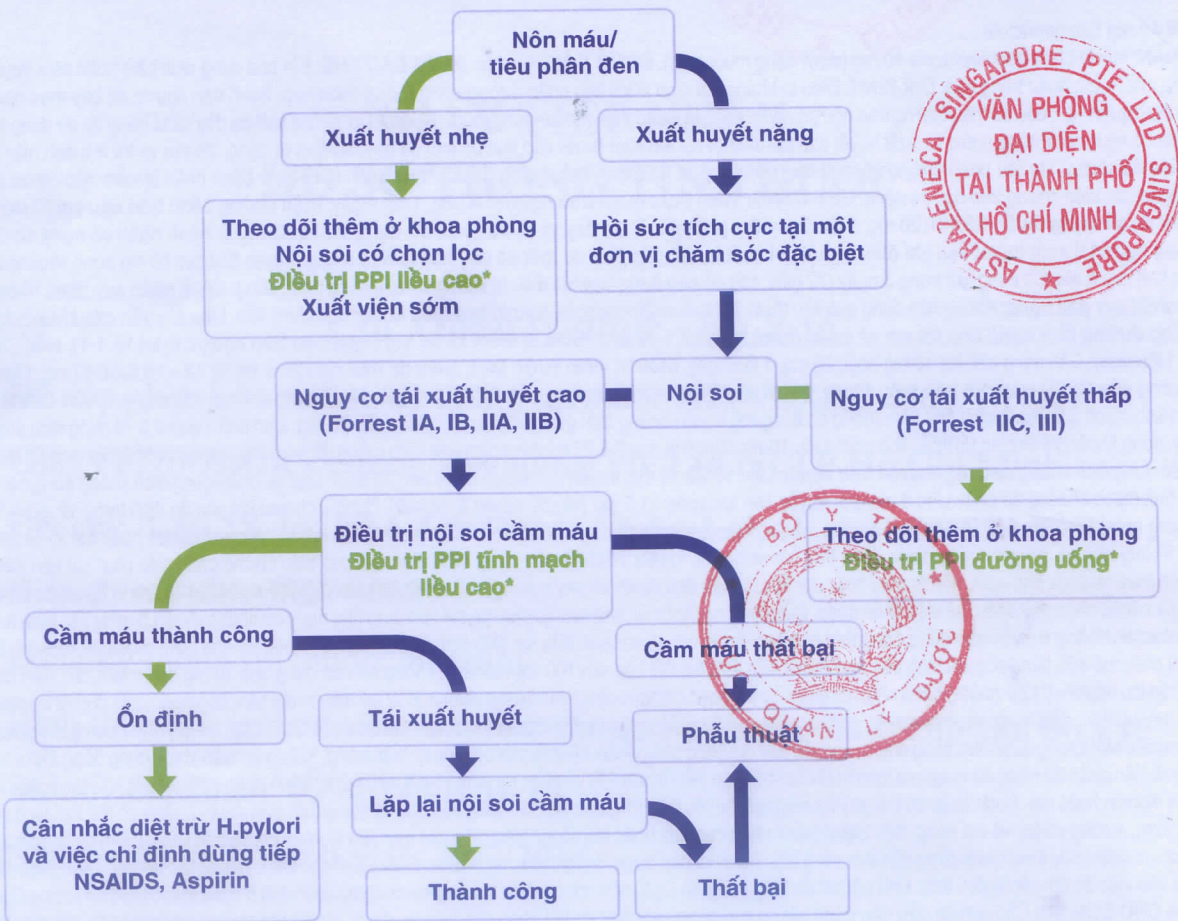 Nôn máu/
tiêu phân đen
Xuất huyết nhẹ
Xuất huyết nặng
ASTRAZENECA SINGAPORE PTE LTD SINGAPORE
VĂN PHÒNG
ĐẠI DIỆN
TẠI THÀNH PHỐ
HỒ CHÍ MINH
Theo dõi thêm ở khoa phòng
Nội soi có chọn lọc
Điều trị PPI liều cao*
Xuất viện sớm
Hồi sức tích cực tại một
đơn vị chăm sóc đặc biệt
Nguy cơ tái xuất huyết cao
(Forrest IA, IB, IIA, IIB)
Nội soi
Nguy cơ tái xuất huyết thấp
(Forrest IIC, III)
Điều trị nội soi cầm máu
Điều trị PPI tĩnh mạch
liều cao*
Theo dõi thêm ở khoa phòng
Điều trị PPI đường uống*
BỘ Y TẾ
QUẢN LÝ DƯỢC
VIỆT NAM
Cầm máu thành công
Cầm máu thất bại
Ổn định
Tái xuất huyết
Phẫu thuật
Cân nhắc diệt trừ H.pylori
và việc chỉ định dùng tiếp
NSAIDS, Aspirin
Lặp lại nội soi cầm máu
Thành công
Thất bại